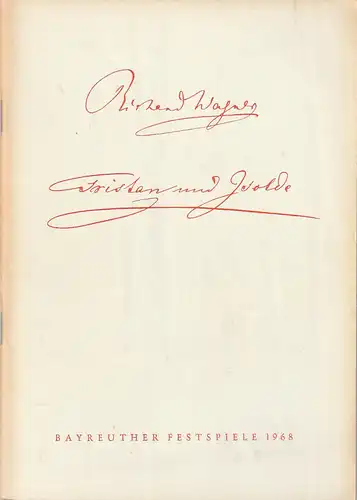 Richard Wagner
Tristan und Isolde
BAYREUTHER FESTSPIELE 1968